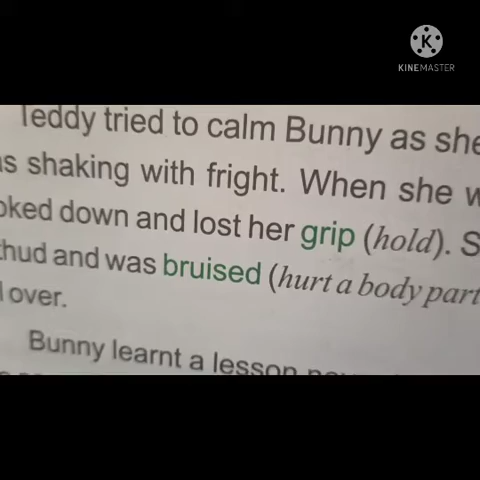 K
KINEMASTER
Teddy tried to calm Bunny as she
shaking with fright. When she
down and lost her grip (hold).
thud and was bruised (hurt a body part
over.
Bunny learnt a lesson